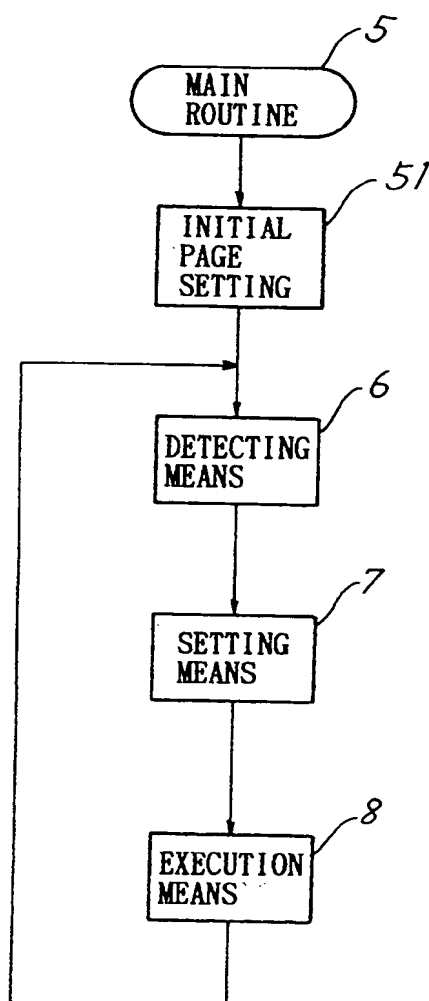 5
MAIN
ROUTINE
51
INITIAL
PAGE
SETTING
6
DETECTING
MEANS
7
SETTING
MEANS
8
EXECUTION
MEANS